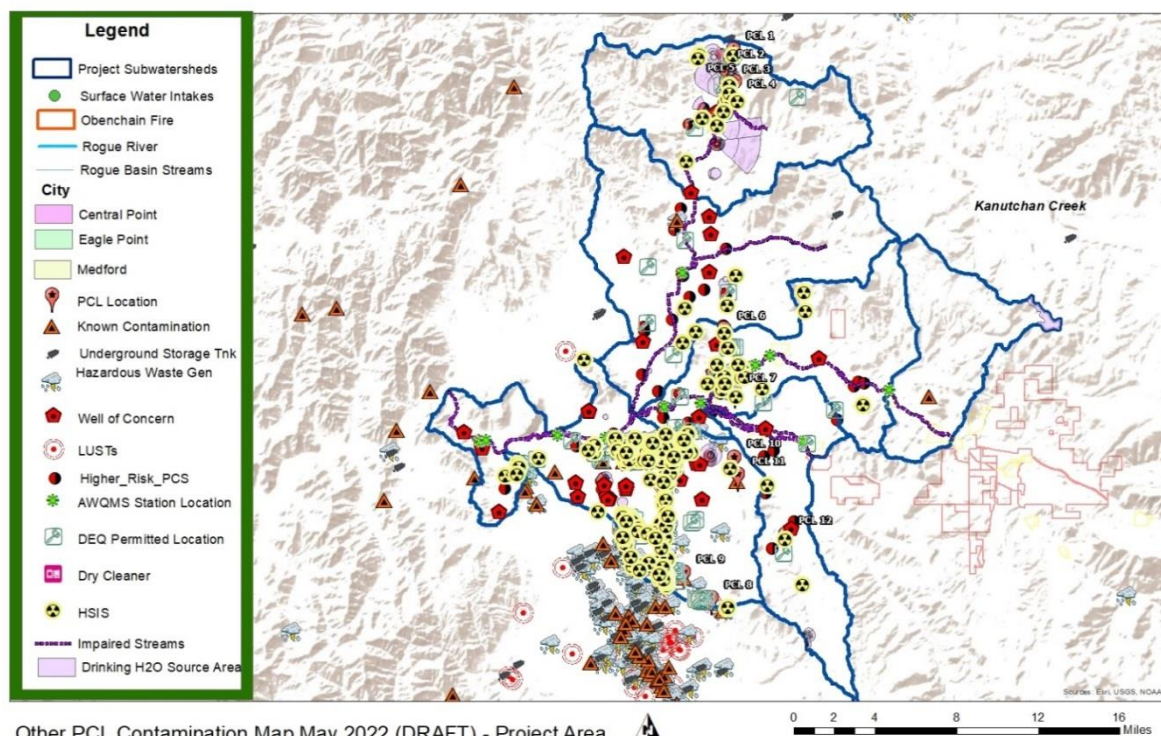 Legend
Project Subwatersheds
Surface Water Intakes
Obenchain Fire
Rogue River
Rogue Basin Streams
City
Central Point
Eagle Point
Medford
PCL Location
Known Contamination
Underground Storage Tnk
Hazardous Waste Gen
Well of Concern
LUSTs
Higher_Risk_PCS
AWQMS Station Location
DEQ Permitted Location
Dry Cleaner
HSIS
Impaired Streams
Drinking H2O Source Area
PCL 1
PCL 2
PCL 5
PCL 3
PCL 4
Kanutchan Creek
PCL 6
PCL 7
PCL 10
PCL 11
PCL 12
PCL 9
PCL 8
Sources: Esri, USGS, NOAA
Other PCL Contamination Map May 2022 (DRAFT) - Project Area
0 2 4 8 12 16
Miles